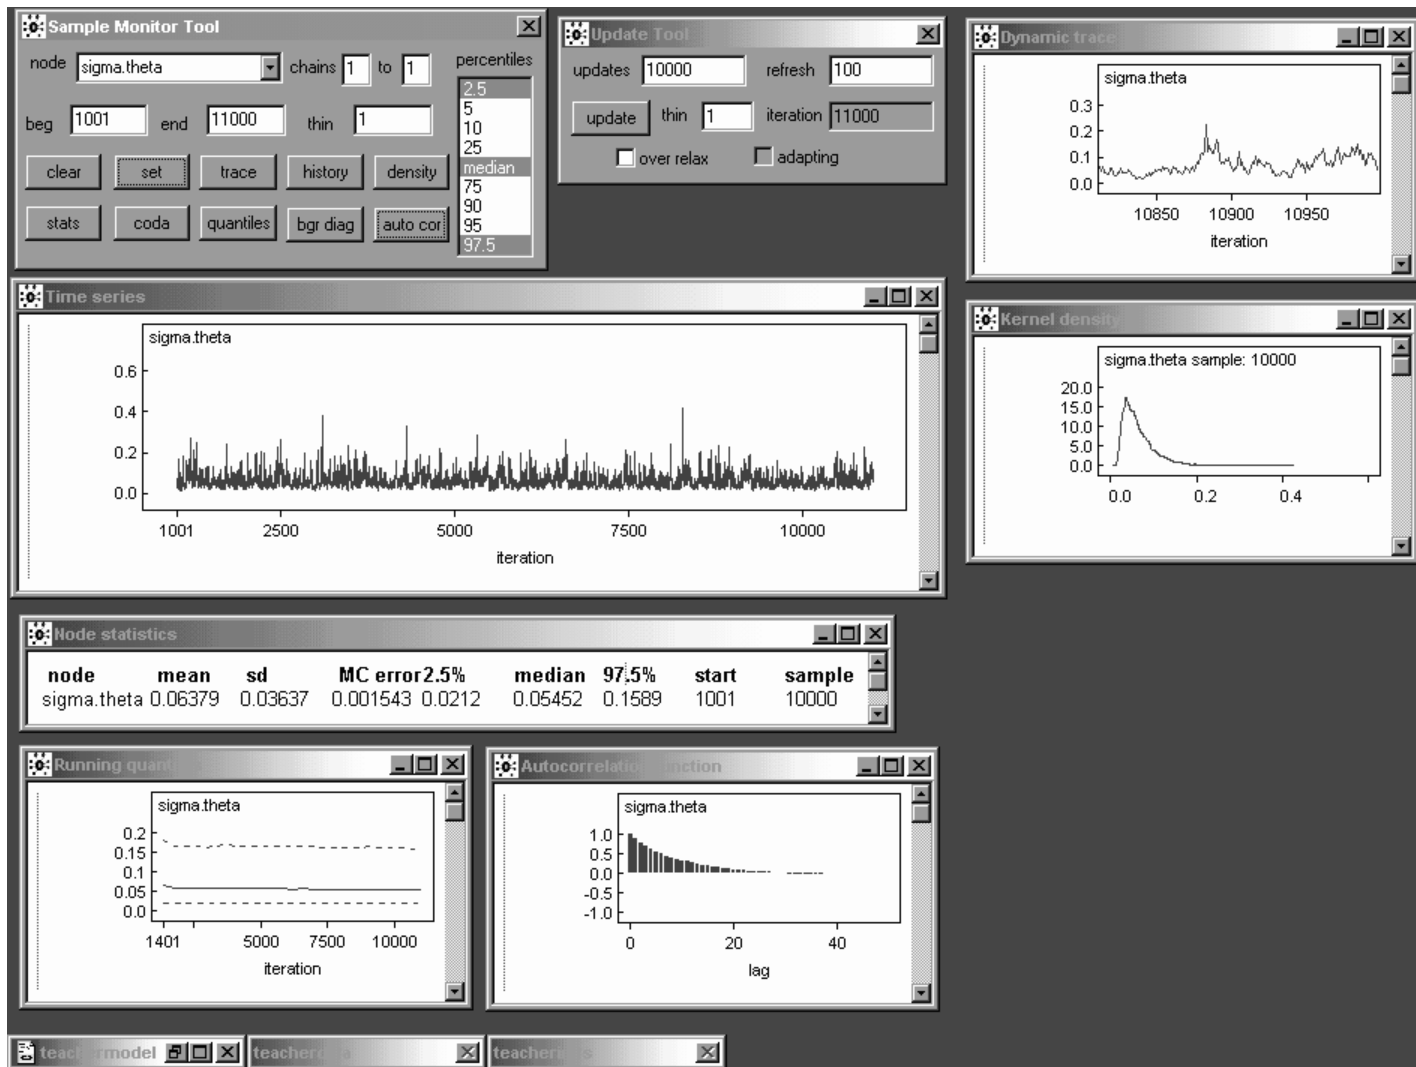 Sample Monitor Tool
node sigma.theta chains 1 to 1 percentiles
beg 1001 end 11000 thin 1
2.5
5
10
25
median
75
90
95
97.5
clear set trace history density
stats coda quantiles bgr diag auto cor
Update Tool
updates 10000 refresh 100
update thin 1 iteration 11000
over relax adapting
Dynamic trace
sigma.theta
0.3
0.2
0.1
0.0
10850 10900 10950
iteration
Time series
sigma.theta
0.6
0.4
0.2
0.0
1001 2500 5000 7500 10000
iteration
Kernel density
sigma.theta sample: 10000
20.0
15.0
10.0
5.0
0.0
0.0 0.2 0.4
Node statistics
node mean sd MC error 2.5% median 97.5% start sample
sigma.theta 0.06379 0.03637 0.001543 0.0212 0.05452 0.1589 1001 10000
Running
sigma.theta
0.2
0.15
0.1
0.05
0.0
1401 5000 7500 10000
iteration
Autocorrelation function
sigma.theta
1.0
0.5
0.0
-0.5
-1.0
0 20 40
lag
teachermodel